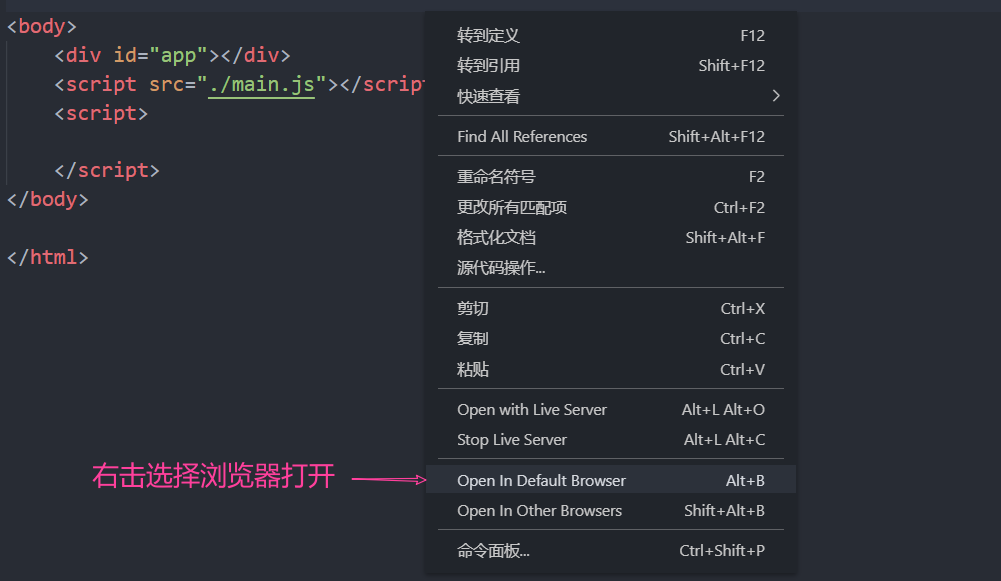 <body>
<div id="app"></div>
<script src="./main.js"></script
<script>
</script>
</body>
</html>
转到定义 F12
转到引用 Shift+F12
快速查看
Find All References Shift+Alt+F12
重命名符号 F2
更改所有匹配项 Ctrl+F2
格式化文档 Shift+Alt+F
源代码操作...
剪切 Ctrl+X
复制 Ctrl+C
粘贴 Ctrl+V
Open with Live Server Alt+L Alt+O
Stop Live Server Alt+L Alt+C
右击选择浏览器打开
Open In Default Browser Alt+B
Open In Other Browsers Shift+Alt+B
命令面板... Ctrl+Shift+P